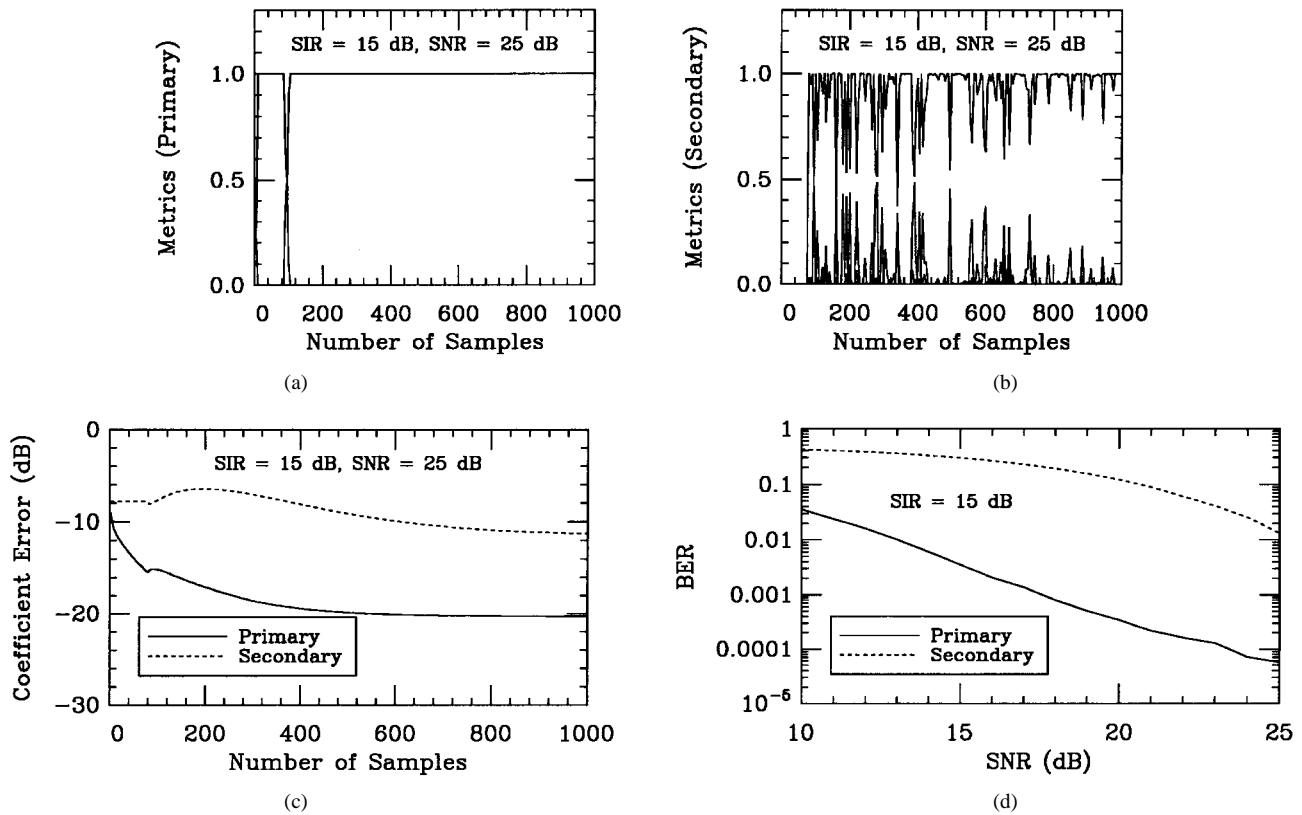 SIR = 15 dB, SNR = 25 dB
Metrics (Primary)
1.0
0.5
0.0
0 200 400 600 800 1000
Number of Samples
(a)
SIR = 15 dB, SNR = 25 dB
Metrics (Secondary)
1.0
0.5
0.0
0 200 400 600 800 1000
Number of Samples
(b)
SIR = 15 dB, SNR = 25 dB
Coefficient Error (dB)
0
-10
-20
-30
Primary
Secondary
0 200 400 600 800 1000
Number of Samples
(c)
SIR = 15 dB
BER
1
0.1
0.01
0.001
0.0001
10^-5
Primary
Secondary
10 15 20 25
SNR (dB)
(d)